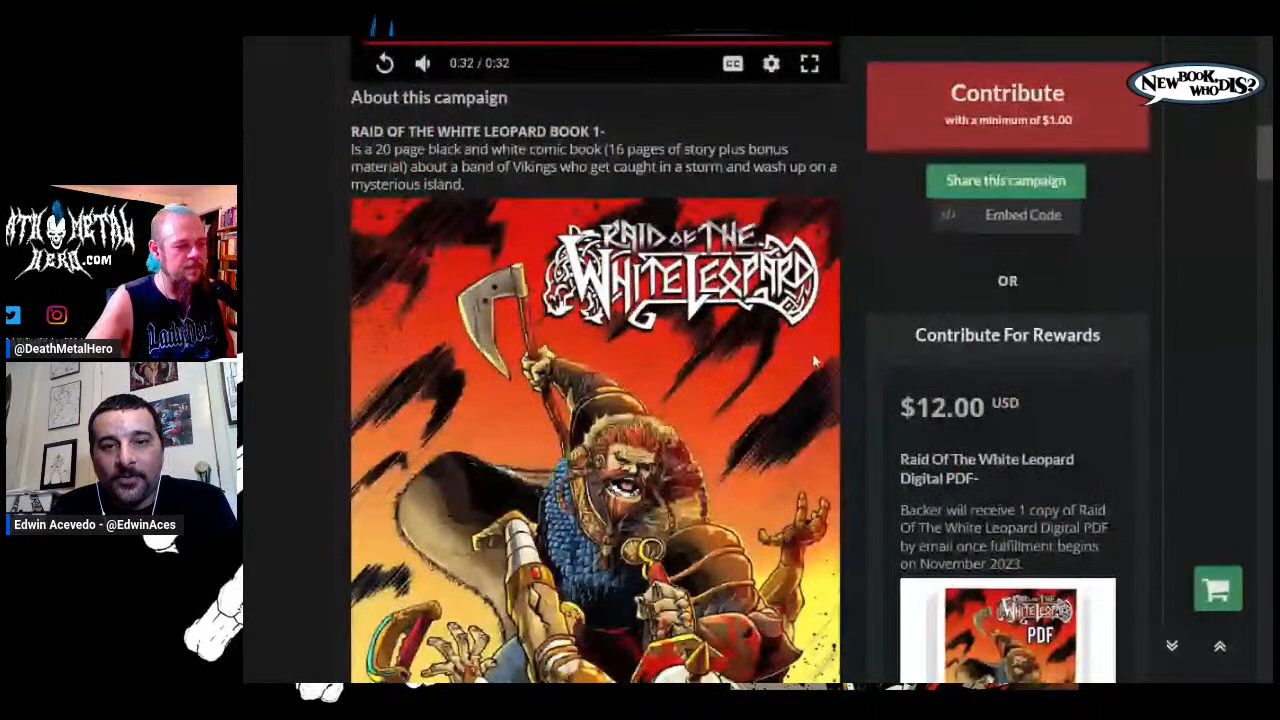 0:32 / 0:32
CC
About this campaign
RAID OF THE WHITE LEOPARD BOOK 1-
Is a 20 page black and white comic book (16 pages of story plus bonus
material) about a band of Vikings who get caught in a storm and wash up on a
mysterious island.
RAID OF THE
WHITE LEOPARD
Contribute
with a minimum of $1.00
Share this campaign
</> Embed Code
OR
Contribute For Rewards
$12.00 USD
Raid Of The White Leopard
Digital PDF-
Backer will receive 1 copy of Raid
Of The White Leopard Digital PDF
by email once fulfillment begins
on November 2023.
RAID OF THE
WHITE LEOPARD
PDF
NEW BOOK,
WHO DIS?
ATH METAL
HERO
.COM
@DeathMetalHero
Edwin Acevedo - @EdwinAces